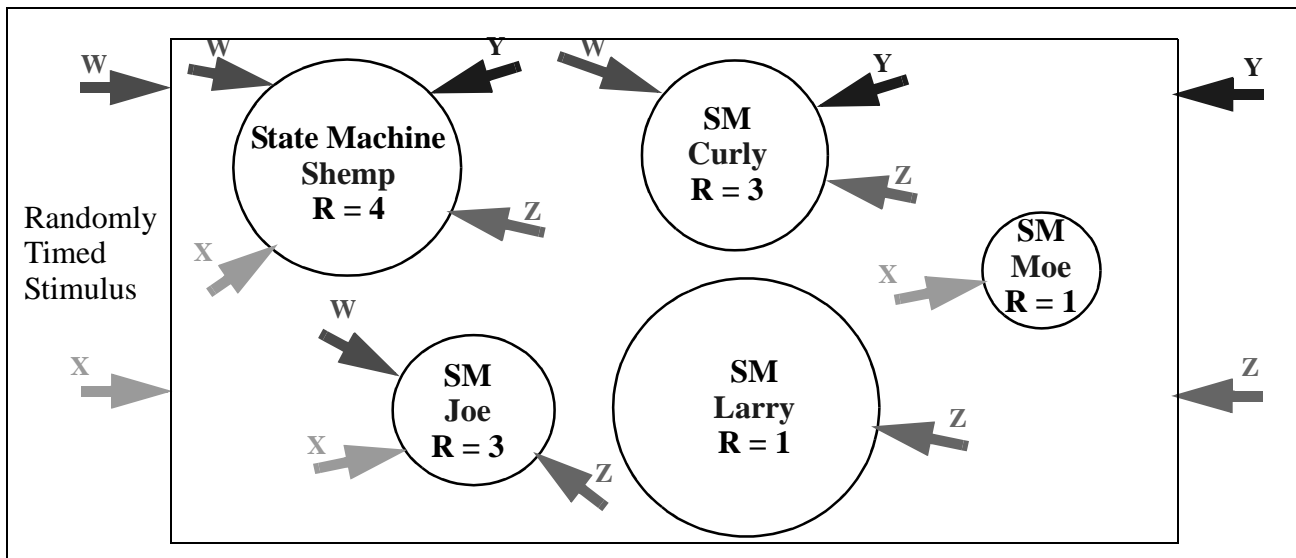 W
W
Y
W
Y
Y
State Machine
Shemp
R = 4
SM
Curly
R = 3
Z
Z
Randomly
Timed
Stimulus
X
SM
Moe
R = 1
X
W
X
SM
Joe
R = 3
X
Z
SM
Larry
R = 1
Z
Z